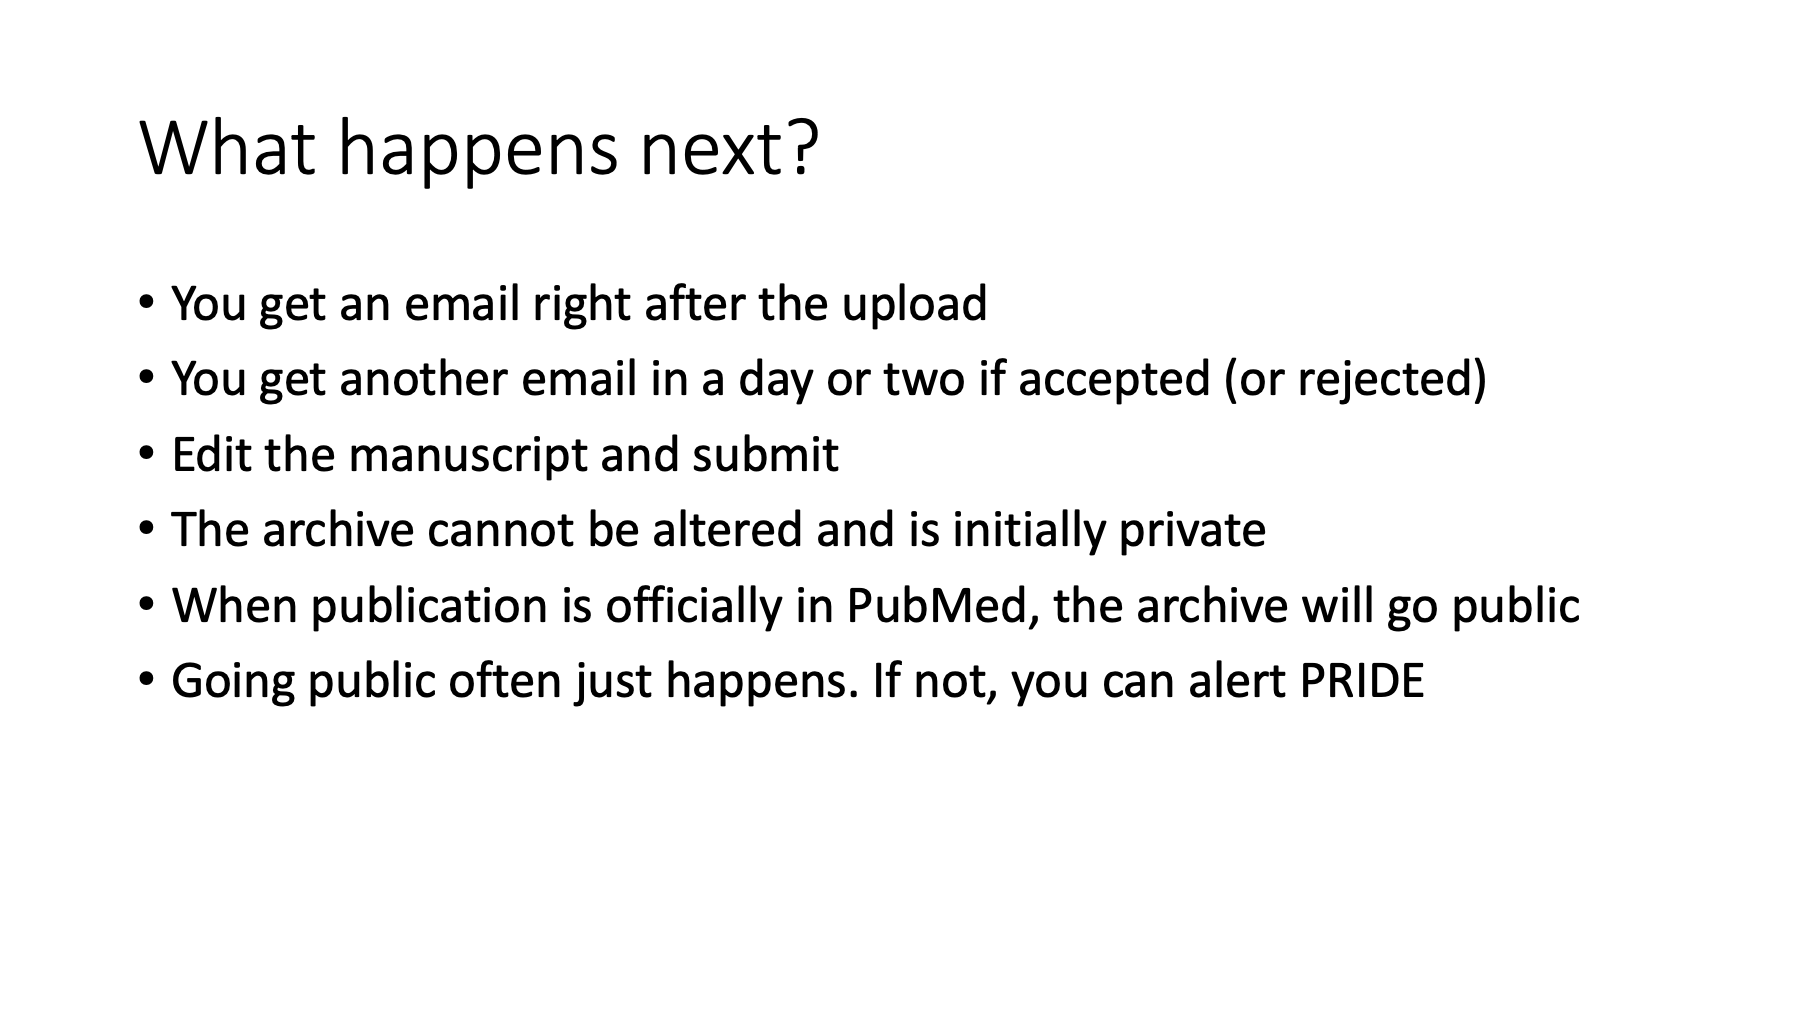 What happens next?
• You get an email right after the upload
• You get another email in a day or two if accepted (or rejected)
• Edit the manuscript and submit
• The archive cannot be altered and is initially private
• When publication is officially in PubMed, the archive will go public
• Going public often just happens. If not, you can alert PRIDE